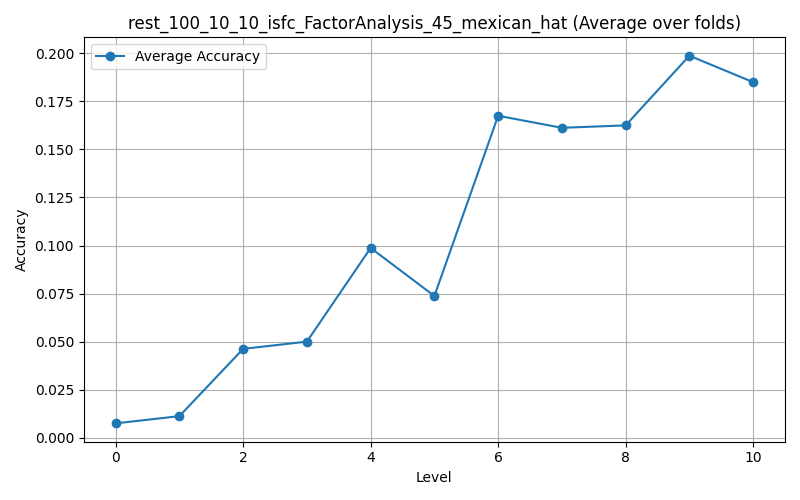 rest_100_10_10_isfc_FactorAnalysis_45_mexican_hat (Average over folds)
Average Accuracy
0.200
0.175
0.150
0.125
0.100
0.075
0.050
0.025
0.000
Accuracy
0 2 4 6 8 10
Level